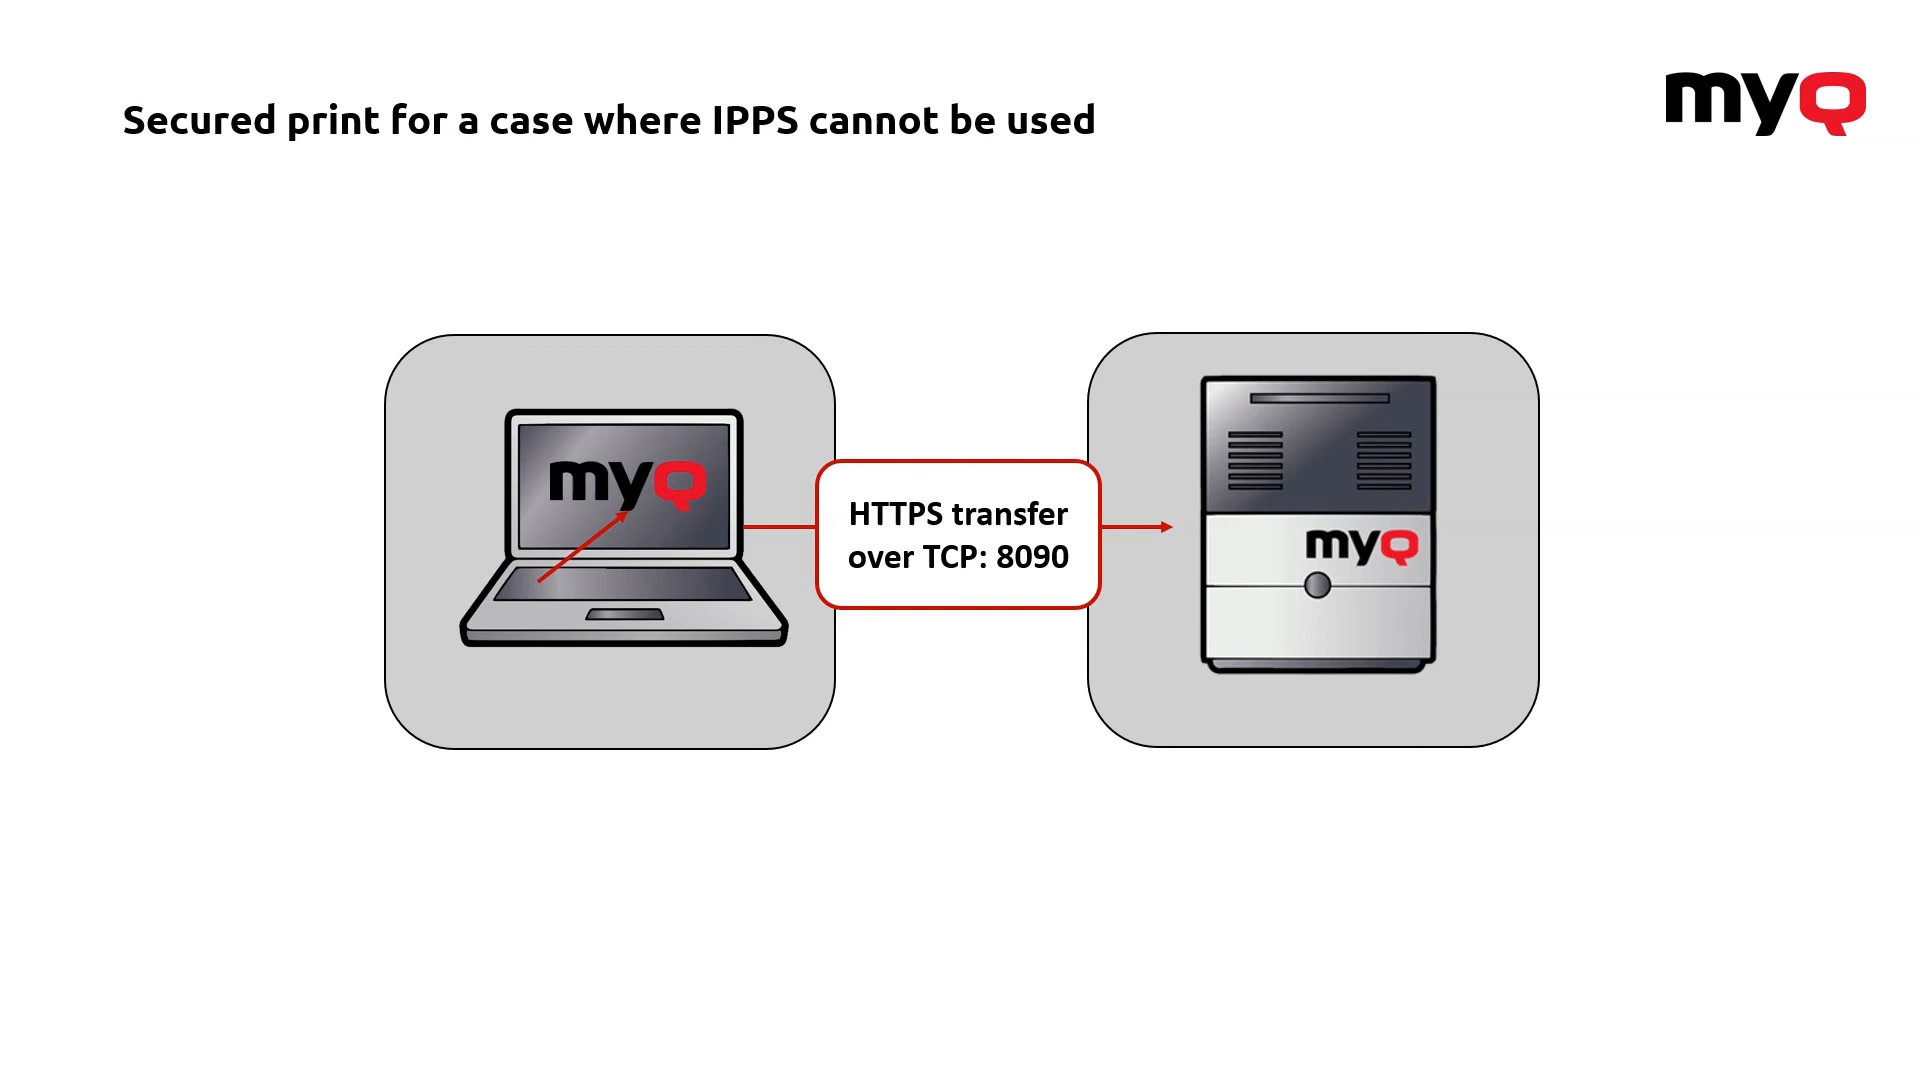 myQ
Secured print for a case where IPPS cannot be used
myQ
HTTPS transfer
over TCP: 8090
myQ